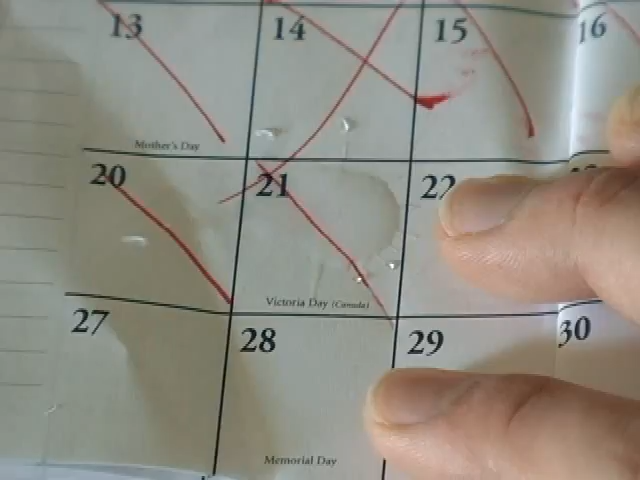 13 14 15 16
Mother's Day
20 21 22
Victoria Day (Canada)
27 28 29 30
Memorial Day